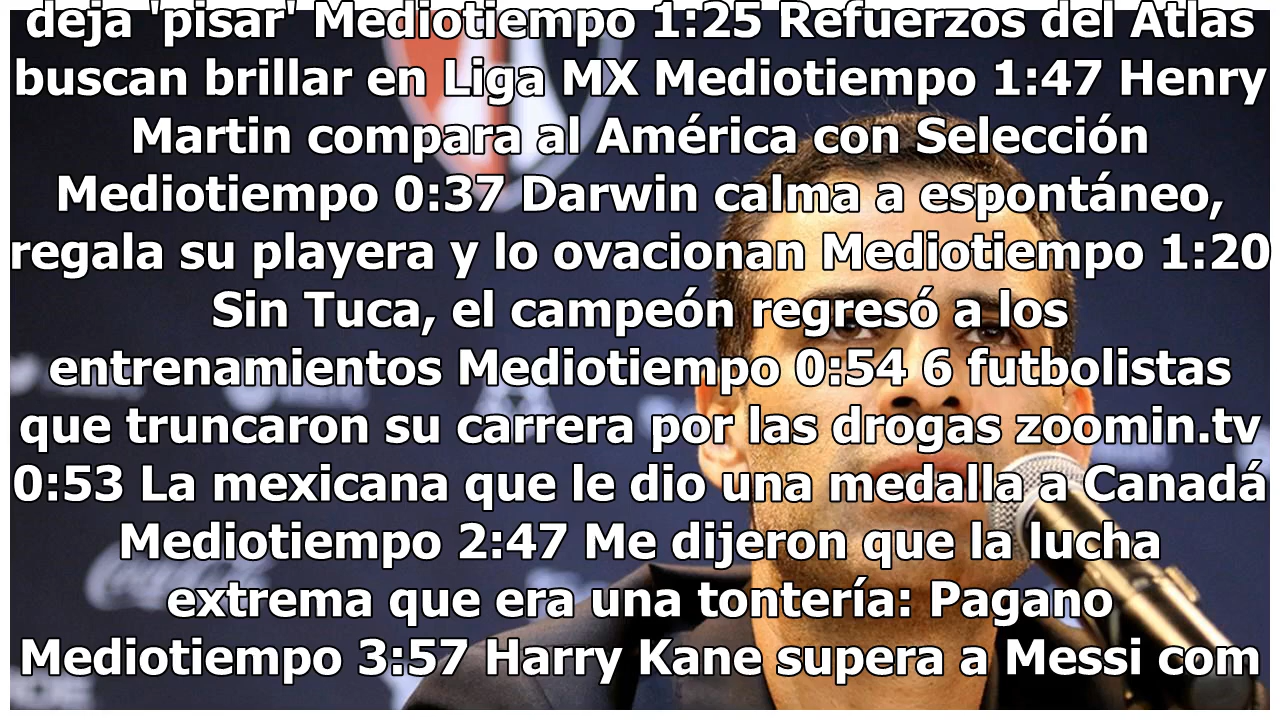 deja 'pisar' Mediotiempo 1:25 Refuerzos del Atlas
buscan brillar en Liga MX Mediotiempo 1:47 Henry
Martin compara al América con Selección
Mediotiempo 0:37 Darwin calma a espontáneo,
regala su playera y lo ovacionan Mediotiempo 1:20
Sin Tuca, el campeón regresó a los
entrenamientos Mediotiempo 0:54 6 futbolistas
que truncaron su carrera por las drogas zoomin.tv
0:53 La mexicana que le dio una medalla a Canadá
Mediotiempo 2:47 Me dijeron que la lucha
extrema que era una tontería: Pagano
Mediotiempo 3:57 Harry Kane supera a Messi com